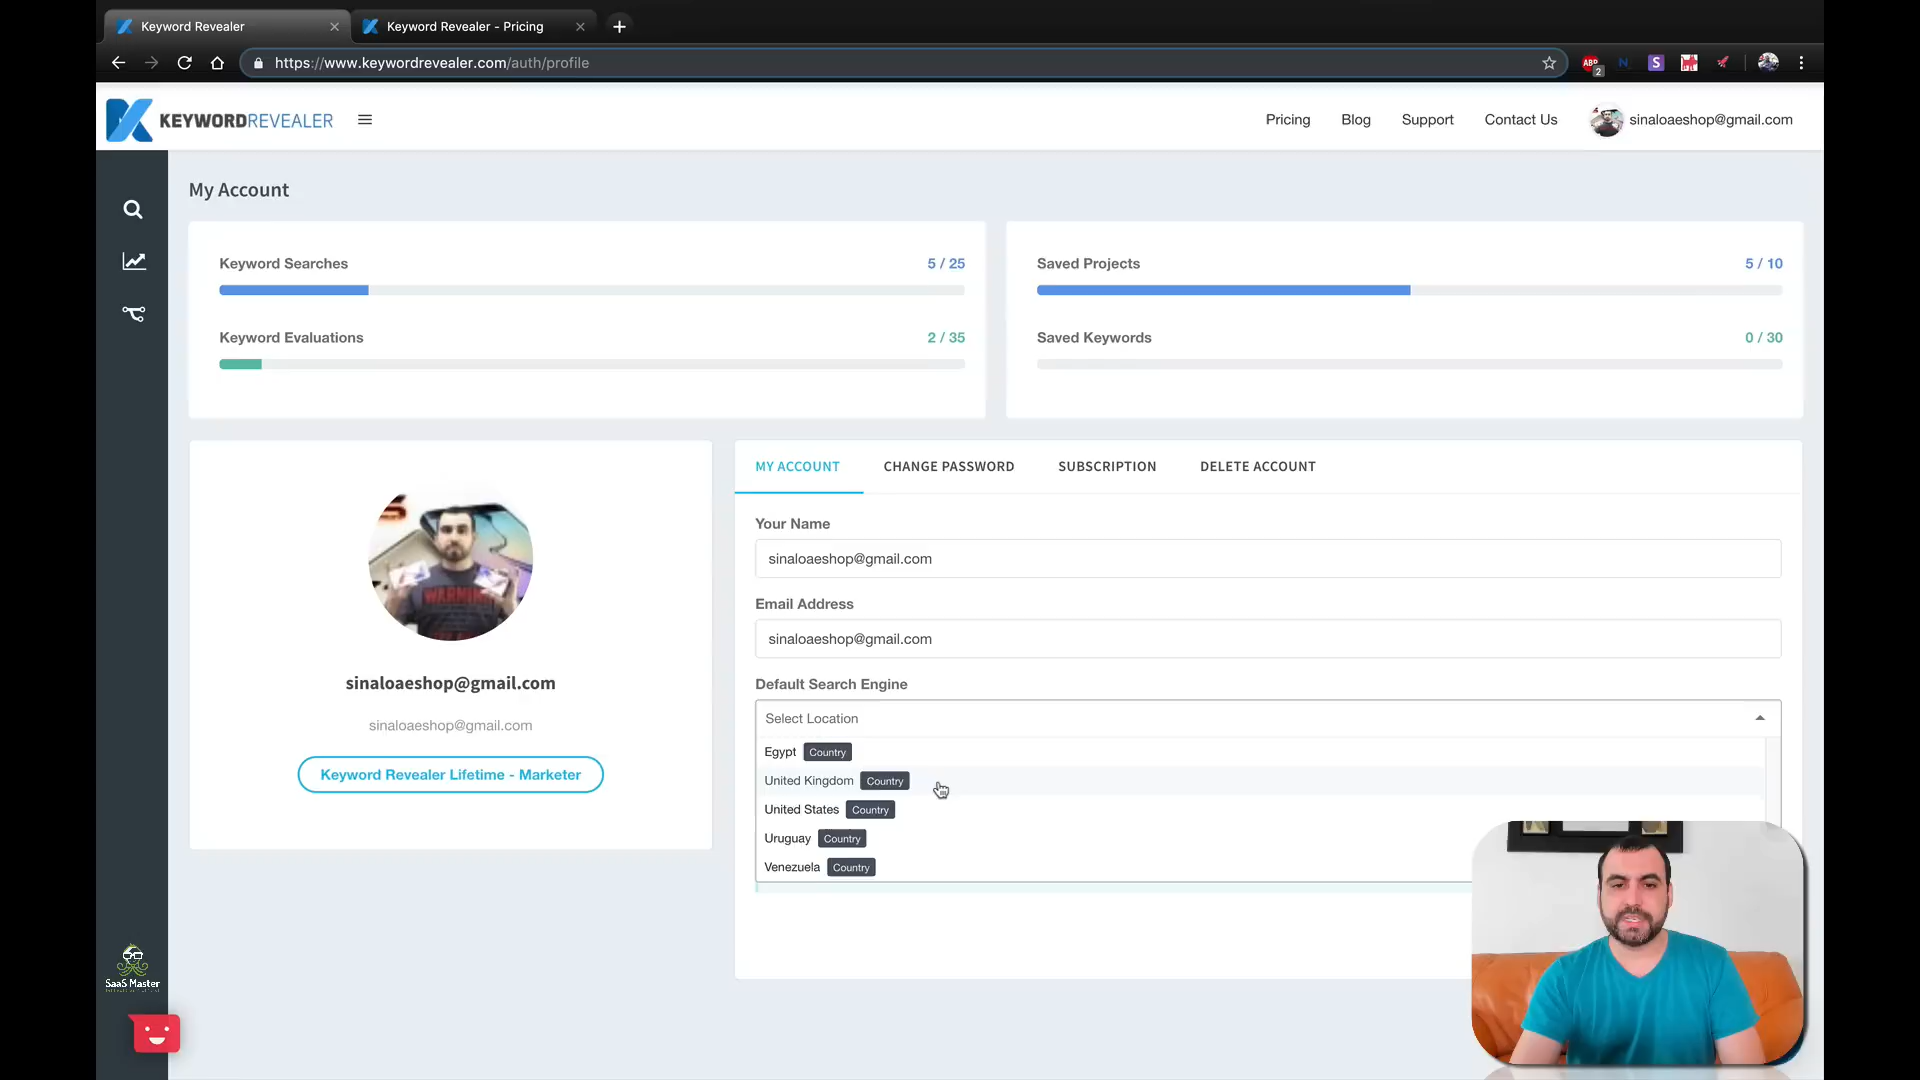 Keyword Revealer
Keyword Revealer - Pricing
https://www.keywordrevealer.com/auth/profile
ABP
2
N
S
KEYWORDREVEALER
Pricing
Blog
Support
Contact Us
sinaloaeshop@gmail.com
My Account
Keyword Searches
5 / 25
Keyword Evaluations
2 / 35
Saved Projects
5 / 10
Saved Keywords
0 / 30
sinaloaeshop@gmail.com
sinaloaeshop@gmail.com
Keyword Revealer Lifetime - Marketer
MY ACCOUNT
CHANGE PASSWORD
SUBSCRIPTION
DELETE ACCOUNT
Your Name
sinaloaeshop@gmail.com
Email Address
sinaloaeshop@gmail.com
Default Search Engine
Select Location
Egypt Country
United Kingdom Country
United States Country
Uruguay Country
Venezuela Country
SaaS Master